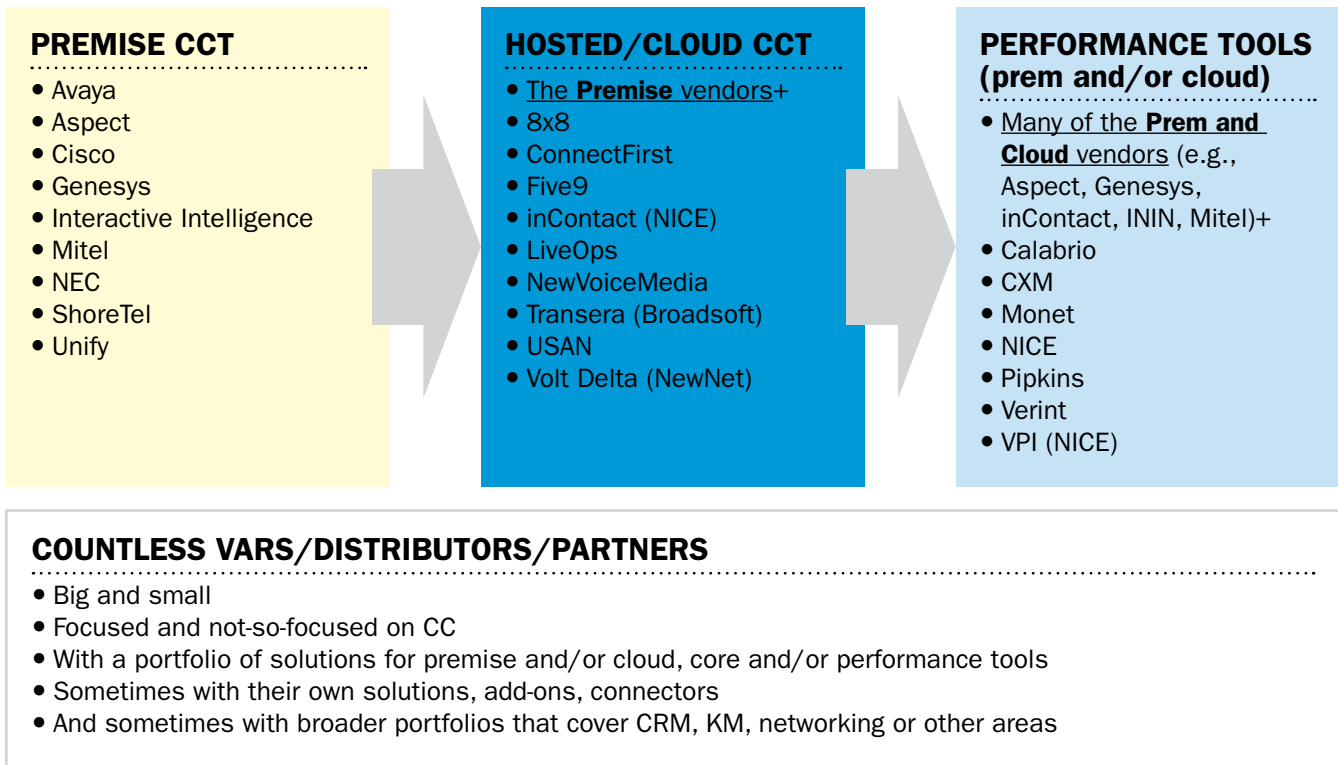 PREMISE CCT
• Avaya
• Aspect
• Cisco
• Genesys
• Interactive Intelligence
• Mitel
• NEC
• ShoreTel
• Unify
HOSTED/CLOUD CCT
• The Premise vendors+
• 8x8
• ConnectFirst
• Five9
• inContact (NICE)
• LiveOps
• NewVoiceMedia
• Transera (Broadsoft)
• USAN
• Volt Delta (NewNet)
PERFORMANCE TOOLS
(prem and/or cloud)
• Many of the Prem and
Cloud vendors (e.g.,
Aspect, Genesys,
inContact, ININ, Mitel)+
• Calabrio
• CXM
• Monet
• NICE
• Pipkins
• Verint
• VPI (NICE)
COUNTLESS VARS/DISTRIBUTORS/PARTNERS
• Big and small
• Focused and not-so-focused on CC
• With a portfolio of solutions for premise and/or cloud, core and/or performance tools
• Sometimes with their own solutions, add-ons, connectors
• And sometimes with broader portfolios that cover CRM, KM, networking or other areas